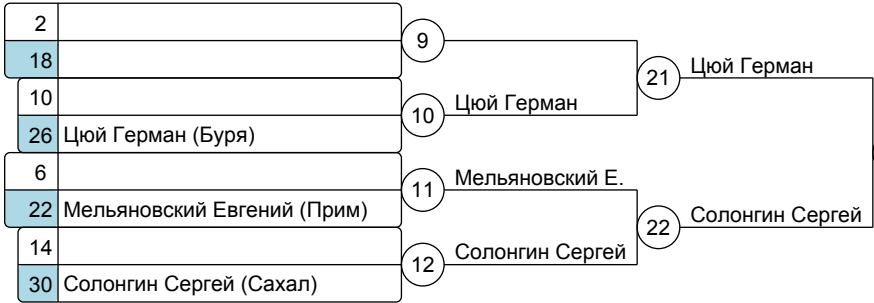 2
18
9
10
26 Цюй Герман (Буря)
10 Цюй Герман
21 Цюй Герман
6
22 Мельяновский Евгений (Прим)
11 Мельяновский Е.
14
30 Солонгин Сергей (Сахал)
12 Солонгин Сергей
22 Солонгин Сергей